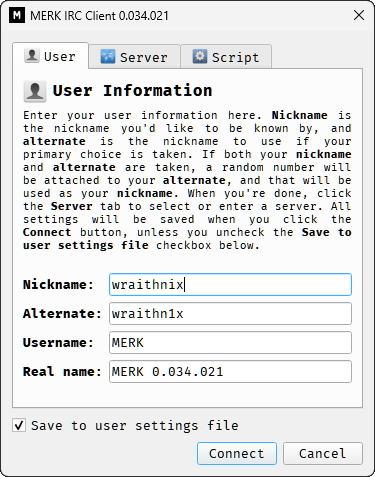 M MERK IRC Client 0.034.021
User Server Script
User Information
Enter your user information here. Nickname is
the nickname you'd like to be known by, and
alternate is the nickname to use if your
primary choice is taken. If both your nickname
and alternate are taken, a random number will
be attached to your alternate, and that will be
used as your nickname. When you're done, click
the Server tab to select or enter a server. All
settings will be saved when you click the
Connect button, unless you uncheck the Save to
user settings file checkbox below.
Nickname: wraithnix
Alternate: wraithn1x
Username: MERK
Real name: MERK 0.034.021
Save to user settings file
Connect Cancel